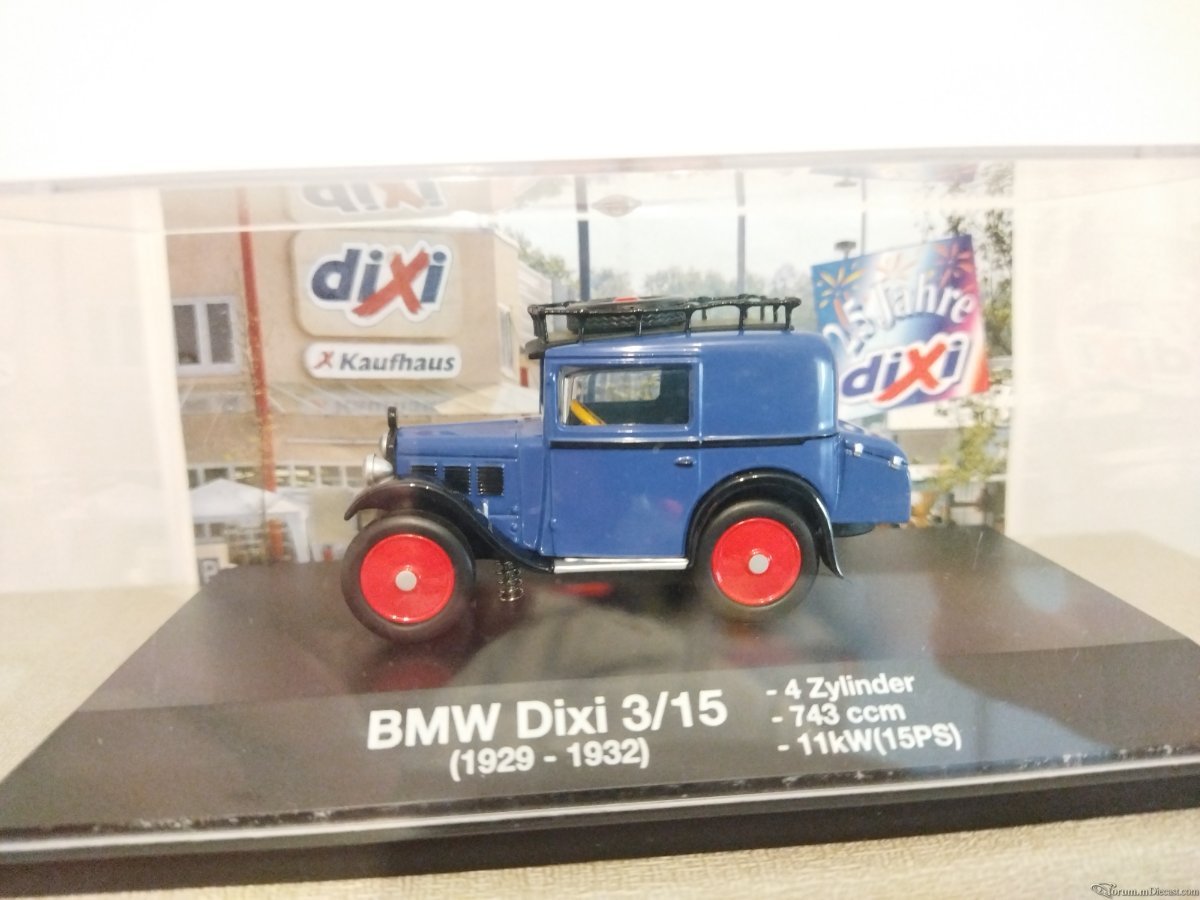 dixi
dixi
x Kaufhaus
25 Jahre
dixi
P
BMW Dixi 3/15
(1929 - 1932)
- 4 Zylinder
- 743 ccm
- 11kW(15PS)
forum.mDiecast.com